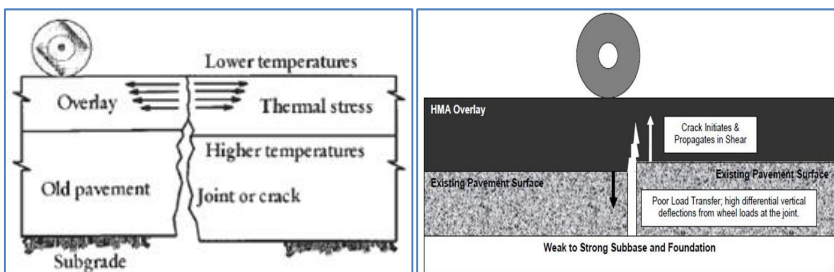 Lower temperatures
Overlay
Thermal stress
Higher temperatures
Old pavement
Joint or crack
Subgrade
HMA Overlay
Crack Initiates &
Propagates in Shear
Existing Pavement Surface
Existing Pavement Surface
Poor Load Transfer; high differential vertical
deflections from wheel loads at the joint.
Weak to Strong Subbase and Foundation